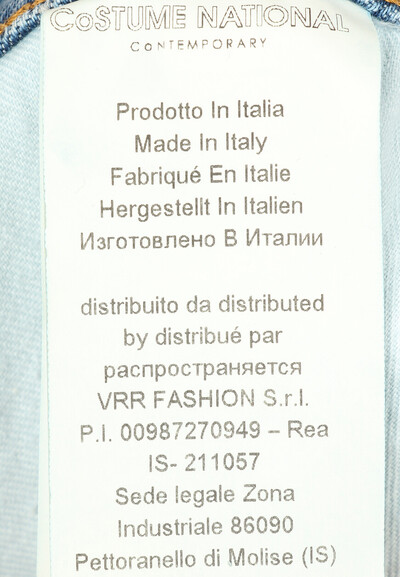 CoSTUME NATIONAL
CoNTEMPORARY
Prodotto In Italia
Made In Italy
Fabriqué En Italie
Hergestellt In Italien
Изготовлено В Италии
distribuito da distributed
by distribué par
распространяется
VRR FASHION S.r.l.
P.I. 00987270949 – Rea
IS- 211057
Sede legale Zona
Industriale 86090
Pettoranello di Molise (IS)